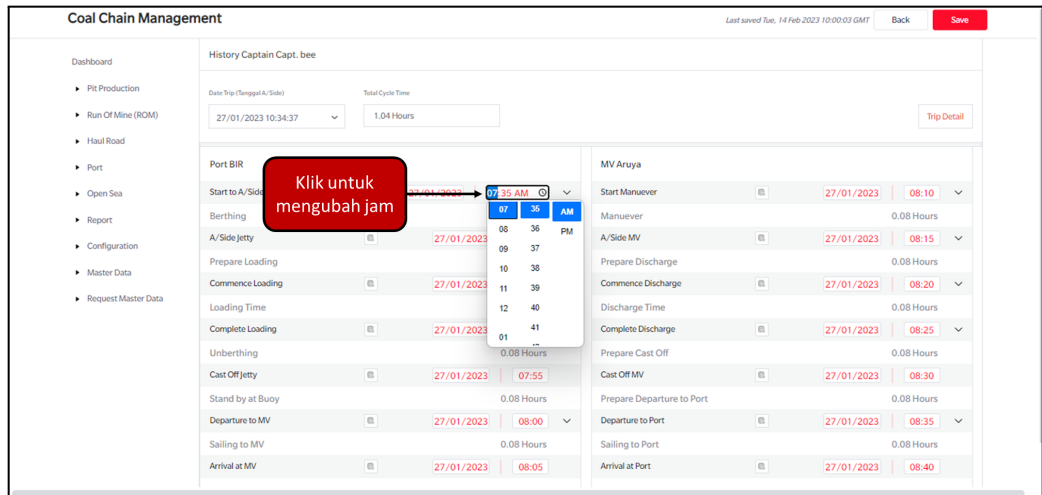 Coal Chain Management
Last saved Tue, 14 Feb 2023 10:00:03 GMT
Back
Save
Dashboard
Pit Production
Run Of Mine (ROM)
Haul Road
Port
Open Sea
Report
Configuration
Master Data
Request Master Data
History Captain Capt. bee
Date Trip (Tanggal A/Side)
Total Cycle Time
27/01/2023 10:34:37
1.04 Hours
Trip Detail
Port BIR
Start to A/Side 27/01/2023 07:35 AM
Klik untuk
mengubah jam
Berthing
A/Side Jetty 27/01/2023
Prepare Loading
Commence Loading 27/01/2023
Loading Time
Complete Loading 27/01/2023
Unberthing 0.08 Hours
Cast Off Jetty 27/01/2023 07:55
Stand by at Buoy 0.08 Hours
Departure to MV 27/01/2023 08:00
Sailing to MV 0.08 Hours
Arrival at MV 27/01/2023 08:05
07 35 AM
08 36 PM
09 37
10 38
11 39
12 40
01 41
MV Aruya
Start Manuever 27/01/2023 08:10
Manuever 0.08 Hours
A/Side MV 27/01/2023 08:15
Prepare Discharge 0.08 Hours
Commence Discharge 27/01/2023 08:20
Discharge Time 0.08 Hours
Complete Discharge 27/01/2023 08:25
Prepare Cast Off 0.08 Hours
Cast Off MV 27/01/2023 08:30
Prepare Departure to Port 0.08 Hours
Departure to Port 27/01/2023 08:35
Sailing to Port 0.08 Hours
Arrival at Port 27/01/2023 08:40